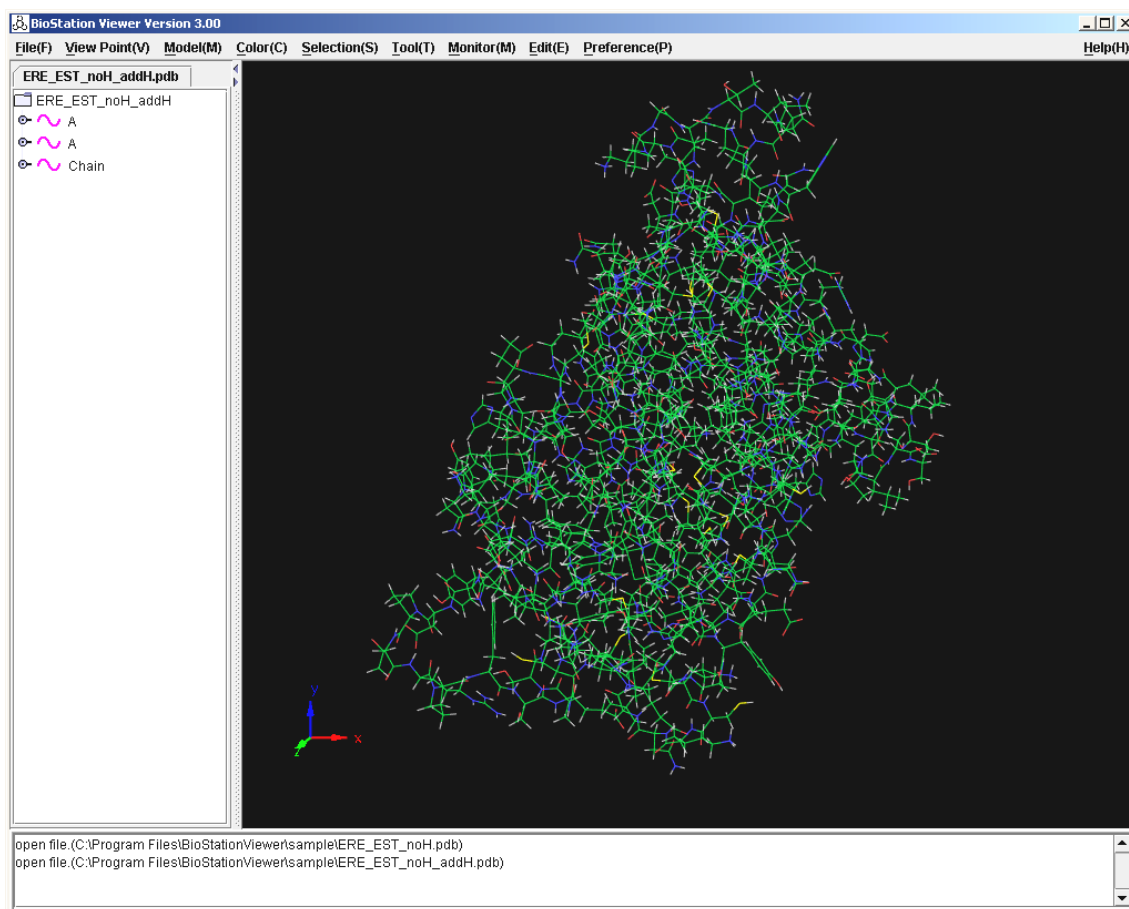 BioStation Viewer Version 3.00
File(F) View Point(V) Model(M) Color(C) Selection(S) Tool(T) Monitor(M) Edit(E) Preference(P) Help(H)
ERE_EST_noH_addH.pdb
ERE_EST_noH_addH
A
A
Chain
y
x
z
open file.(C:\Program Files\BioStationViewer\sample\ERE_EST_noH.pdb)
open file.(C:\Program Files\BioStationViewer\sample\ERE_EST_noH_addH.pdb)